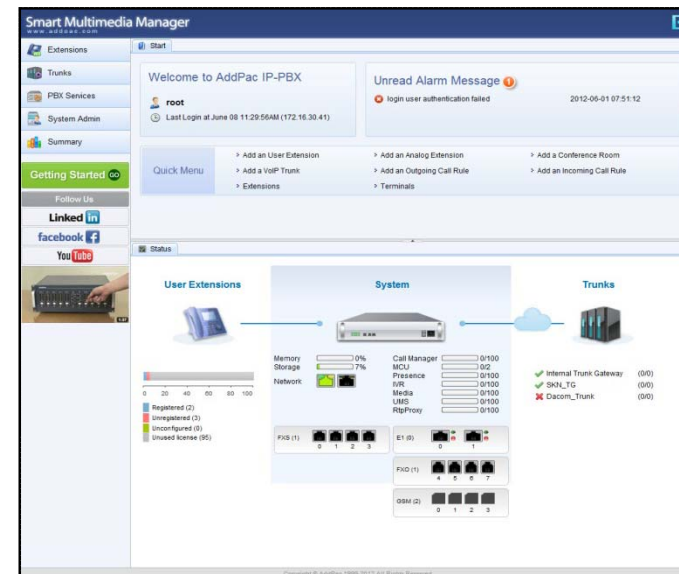 Smart Multimedia Manager
www.addpac.com
Extensions
Trunks
PBX Services
System Admin
Summary
Getting Started GO
Follow Us
Linked in
facebook f
You Tube
Start
Welcome to AddPac IP-PBX
root
Last Login at June 08 11:29:56AM (172.16.30.41)
Unread Alarm Message
login user authentication failed 2012-06-01 07:51:12
Quick Menu
Add an User Extension
Add an Analog Extension
Add a Conference Room
Add a VoIP Trunk
Add an Outgoing Call Rule
Add an Incoming Call Rule
Extensions
Terminals
Status
User Extensions
System
Trunks
0 20 40 60 80 100
Registered (2)
Unregistered (3)
Unconfigured (0)
Unused license (95)
Memory 0%
Storage 7%
Network
Call Manager 0/100
MCU 0/2
Presence 0/100
IVR 0/100
Media 0/100
UMS 0/100
RtpProxy 0/100
Internal Trunk Gateway (0/0)
SKN_TG (0/0)
Dacom_Trunk (0/0)
FXS (1)
0 1 2 3
E1 (0)
0 1
FXO (1)
4 5 6 7
GSM (2)
0 1 2 3